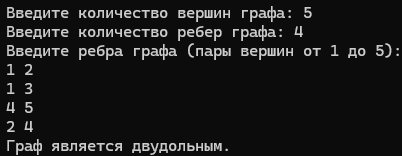 Введите количество вершин графа: 5
Введите количество ребер графа: 4
Введите ребра графа (пары вершин от 1 до 5):
1 2
1 3
4 5
2 4
Граф является двудольным.